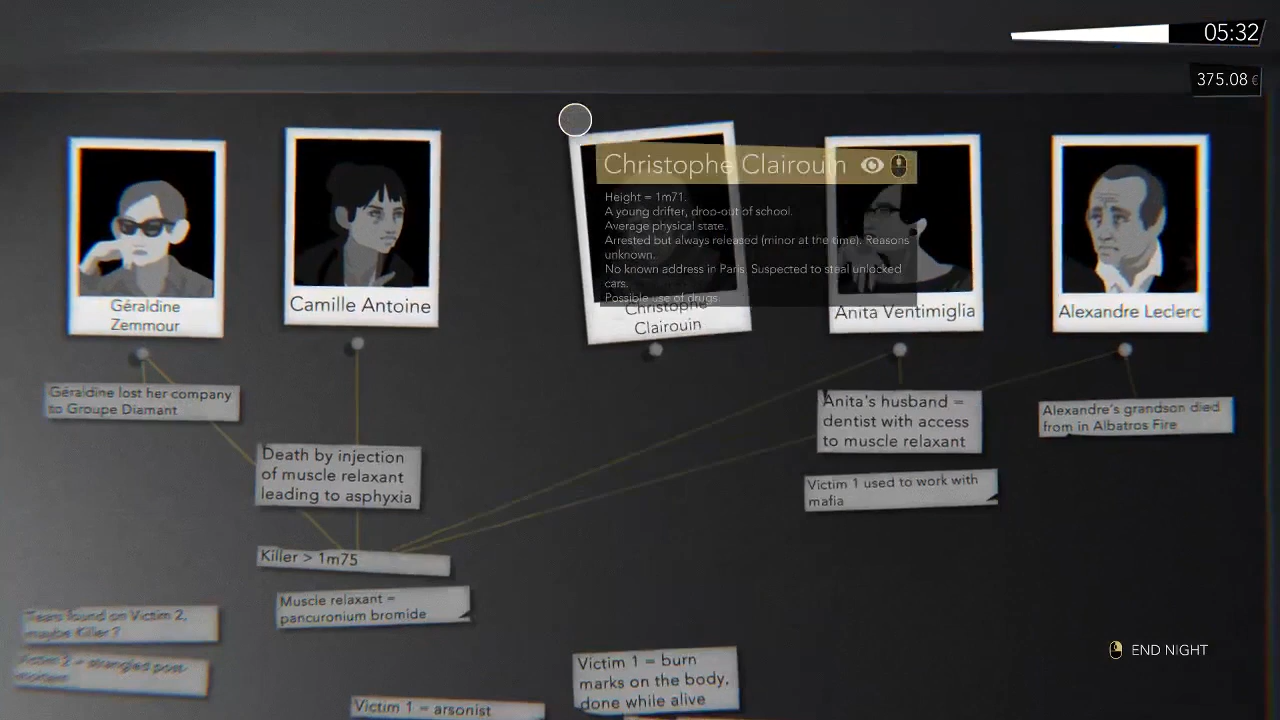 05:32
375.08 €
Christophe Clairouin
Height = 1m71.
A young drifter, drop-out of school.
Average physical state.
Arrested but always released (minor at the time). Reasons
unknown.
No known address in Paris. Suspected to steal unlocked
cars.
Possible use of drugs.
Géraldine
Zemmour
Camille Antoine
Christophe
Clairouin
Anita Ventimiglia
Alexandre Leclerc
Géraldine lost her company
to Groupe Diamant
Death by injection
of muscle relaxant
leading to asphyxia
Anita's husband =
dentist with access
to muscle relaxant
Alexandre's grandson died
from in Albatros Fire
Victim 1 used to work with
mafia
Killer > 1m75
Muscle relaxant =
pancuronium bromide
Tears found on Victim 2,
maybe Killer ?
Victim 2 = strangled post-
mortem
Victim 1 = burn
marks on the body,
done while alive
Victim 1 = arsonist
END NIGHT